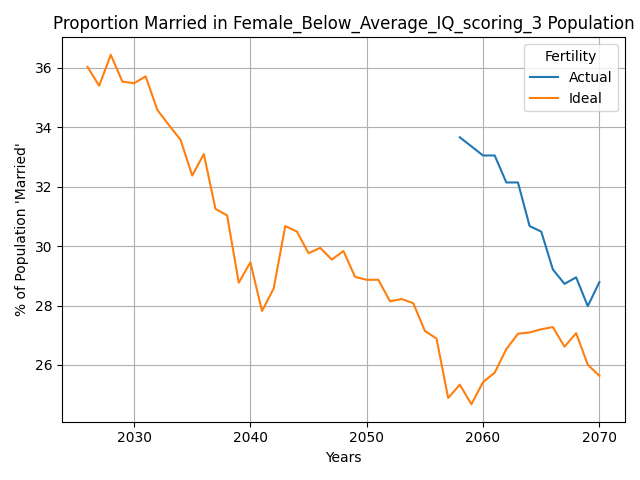 Proportion Married in Female_Below_Average_IQ_scoring_3 Population
Fertility
Actual
Ideal
% of Population 'Married'
36
34
32
30
28
26
2030
2040
2050
2060
2070
Years